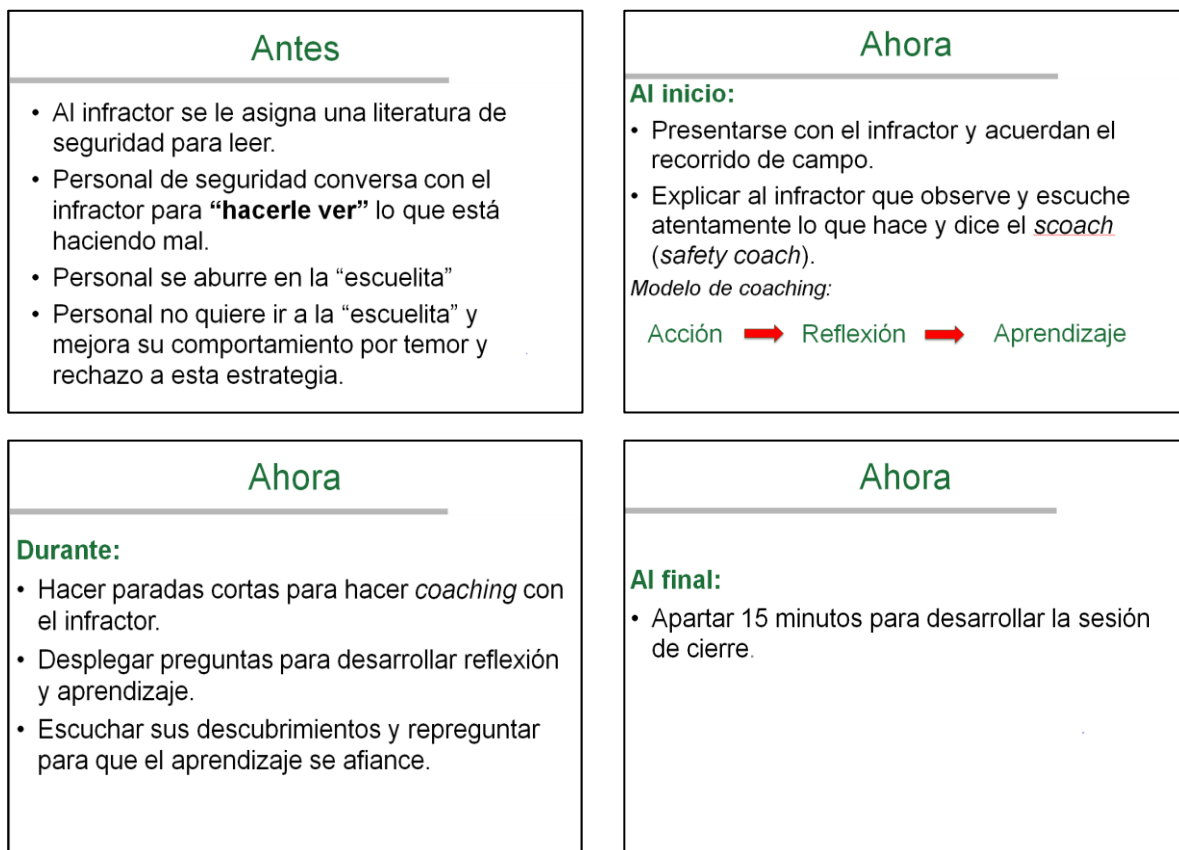 Antes
• Al infractor se le asigna una literatura de
seguridad para leer.
• Personal de seguridad conversa con el
infractor para “hacerle ver” lo que está
haciendo mal.
• Personal se aburre en la “escuelita”
• Personal no quiere ir a la “escuelita” y
mejora su comportamiento por temor y
rechazo a esta estrategia.
Ahora
Al inicio:
• Presentarse con el infractor y acuerdan el
recorrido de campo.
• Explicar al infractor que observe y escuche
atentamente lo que hace y dice el scoach
(safety coach).
Modelo de coaching:
Acción Reflexión Aprendizaje
Ahora
Durante:
• Hacer paradas cortas para hacer coaching con
el infractor.
• Desplegar preguntas para desarrollar reflexión
y aprendizaje.
• Escuchar sus descubrimientos y repreguntar
para que el aprendizaje se afiance.
Ahora
Al final:
• Apartar 15 minutos para desarrollar la sesión
de cierre.